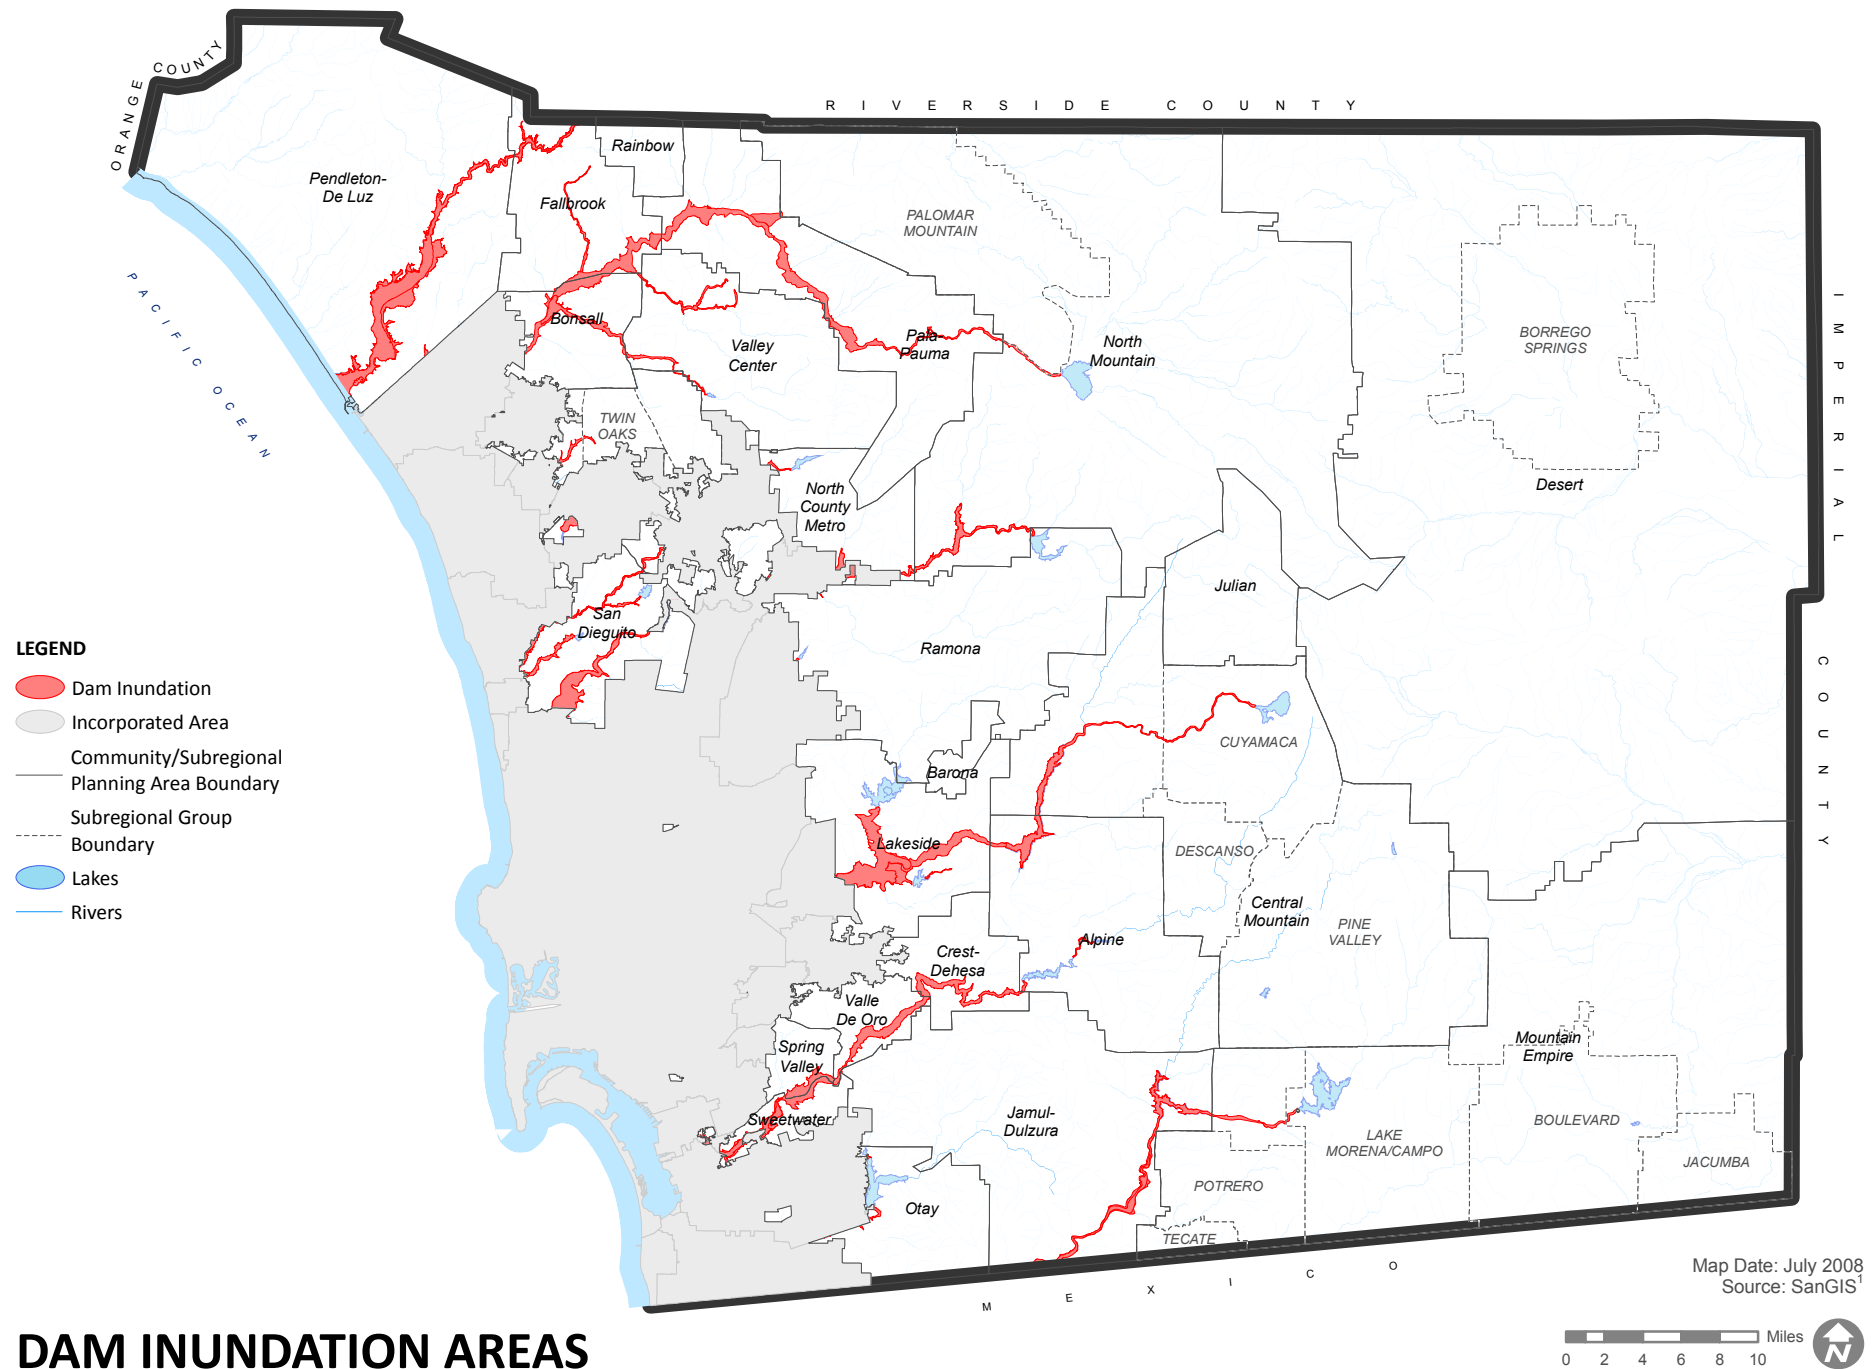 ORANGE COUNTY
RIVERSIDE COUNTY
Rainbow
Pendleton-
De Luz
Fallbrook
PALOMAR
MOUNTAIN
PACIFIC OCEAN
IMPERIAL COUNTY
Bonsall
Valley
Center
Pala-
Pauma
North
Mountain
BORREGO
SPRINGS
TWIN
OAKS
Desert
North
County
Metro
Julian
San
Dieguito
Ramona
LEGEND
Dam Inundation
Incorporated Area
Community/Subregional
Planning Area Boundary
Subregional Group
Boundary
Lakes
Rivers
CUYAMACA
Barona
Lakeside
DESCANSO
Central
Mountain
PINE
VALLEY
Alpine
Crest-
Dehesa
Valle
De Oro
Spring
Valley
Mountain
Empire
Sweetwater
Jamul-
Dulzura
BOULEVARD
LAKE
MORENA/CAMPO
JACUMBA
POTRERO
Otay
TECATE
MEXICO
Map Date: July 2008
Source: SanGIS1
DAM INUNDATION AREAS
Miles
0 2 4 6 8 10
N